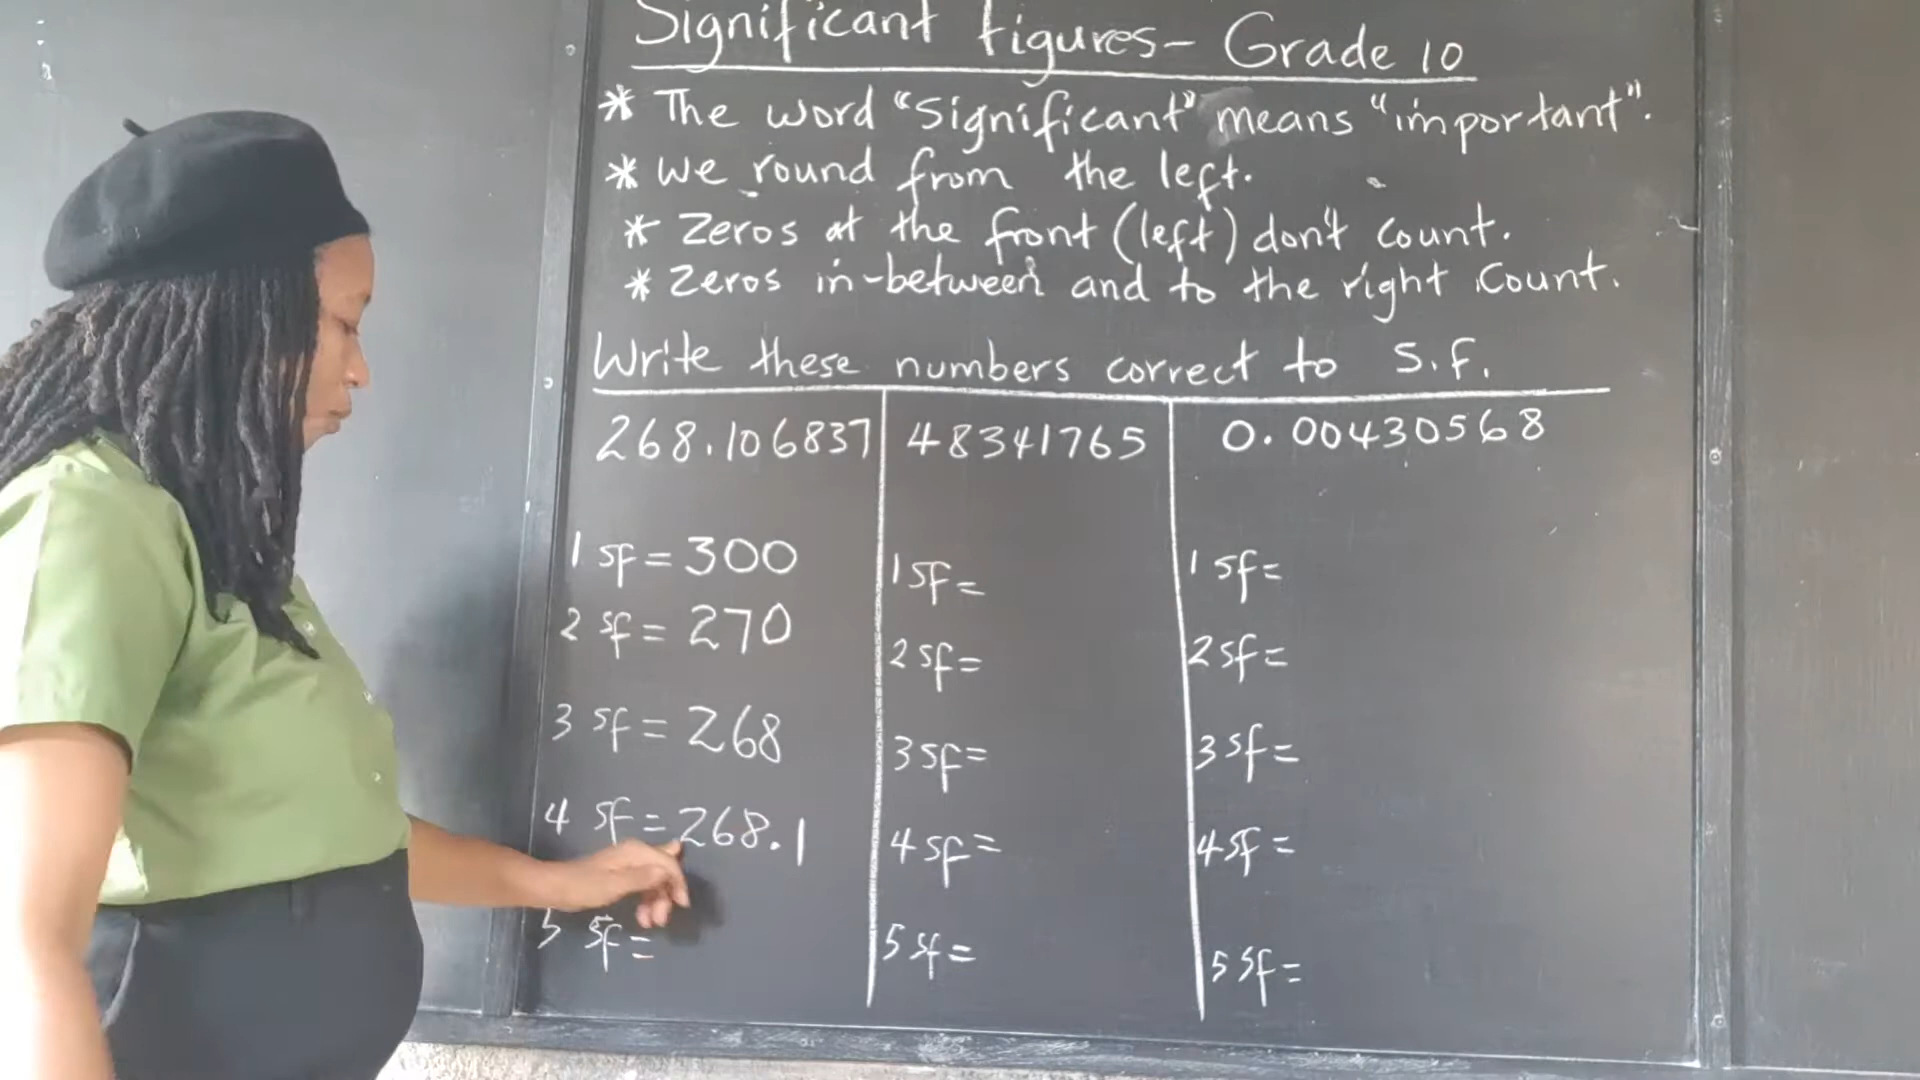 Significant figures - Grade 10
* The word "Significant" means "important".
* We round from the left.
* Zeros at the front (left) don't count.
* Zeros in-between and to the right count.
Write these numbers correct to S.f.
268.106837
1 sf = 300
2 sf = 270
3 sf = 268
4 sf = 268.1
5 sf =
48341765
1 sf =
2 sf =
3 sf =
4 sf =
5 sf =
0.00430568
1 sf =
2 sf =
3 sf =
4 sf =
5 sf =